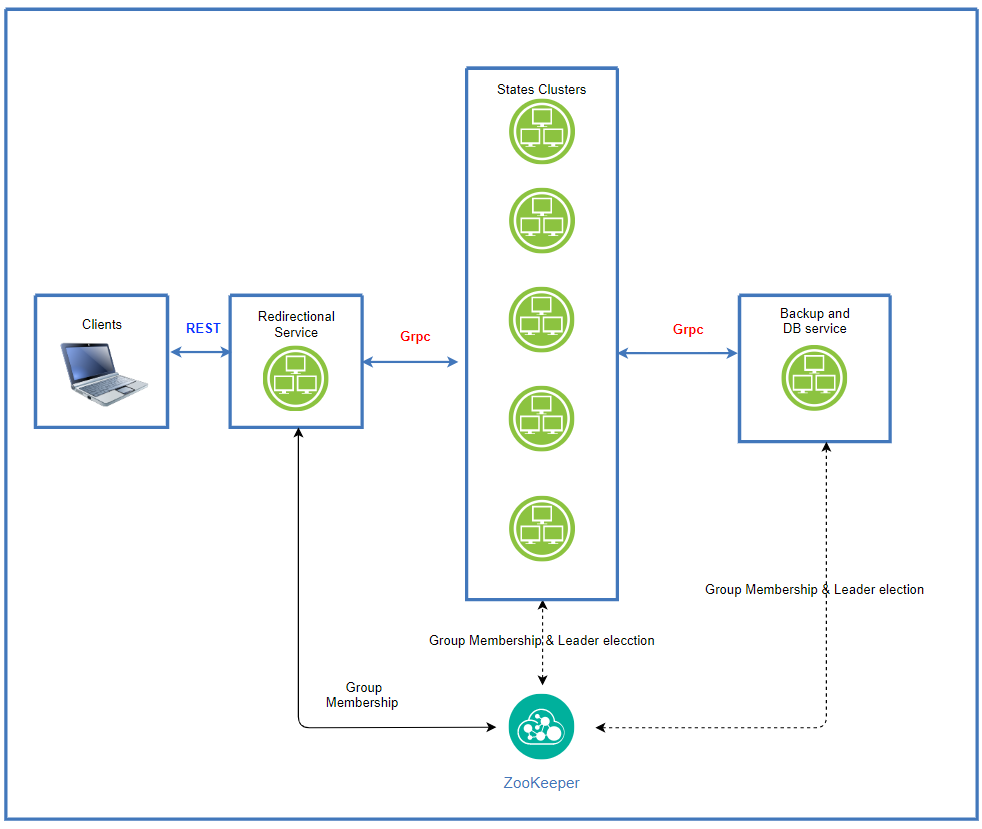 States Clusters
Clients
REST
Redirectional
Service
Grpc
Grpc
Backup and
DB service
Group Membership & Leader election
Group Membership & Leader elecction
Group
Membership
ZooKeeper